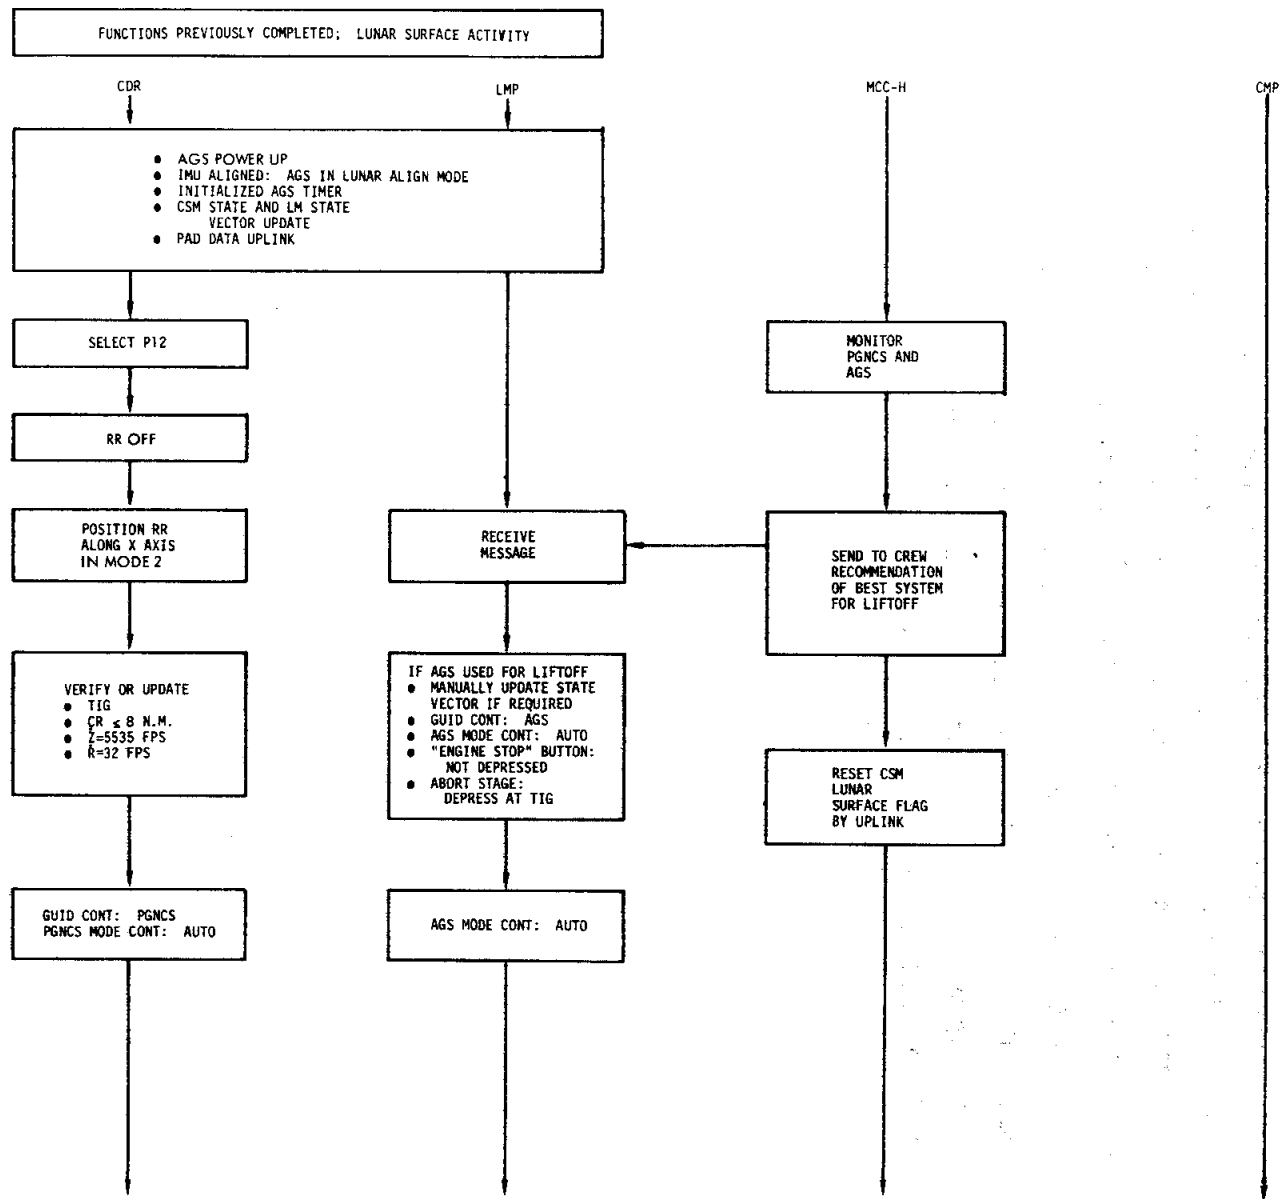 FUNCTIONS PREVIOUSLY COMPLETED; LUNAR SURFACE ACTIVITY
CDR
LMP
MCC-H
CMP
● AGS POWER UP
● IMU ALIGNED: AGS IN LUNAR ALIGN MODE
● INITIALIZED AGS TIMER
● CSM STATE AND LM STATE
VECTOR UPDATE
● PAD DATA UPLINK
SELECT P12
RR OFF
POSITION RR
ALONG X AXIS
IN MODE 2
VERIFY OR UPDATE
● TIG
● CR ≤ 8 N.M.
● Ż=5535 FPS
● Ṙ=32 FPS
GUID CONT: PGNCS
PGNCS MODE CONT: AUTO
RECEIVE
MESSAGE
IF AGS USED FOR LIFTOFF
● MANUALLY UPDATE STATE
VECTOR IF REQUIRED
● GUID CONT: AGS
● AGS MODE CONT: AUTO
● "ENGINE STOP" BUTTON:
NOT DEPRESSED
● ABORT STAGE:
DEPRESS AT TIG
AGS MODE CONT: AUTO
MONITOR
PGNCS AND
AGS
SEND TO CREW
RECOMMENDATION
OF BEST SYSTEM
FOR LIFTOFF
RESET CSM
LUNAR
SURFACE FLAG
BY UPLINK